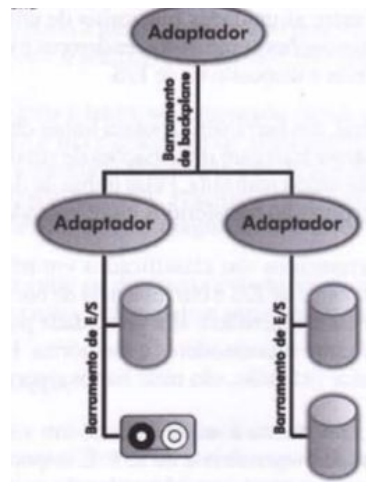 Adaptador
Barramento
de backplane
Adaptador
Adaptador
Barramento de E/S
Barramento de E/S